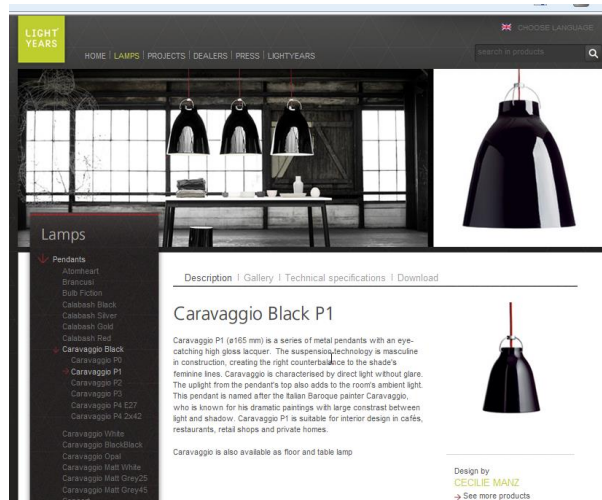 LIGHT
YEARS
CHOOSE LANGUAGE
HOME | LAMPS | PROJECTS | DEALERS | PRESS | LIGHTYEARS
search in products
Lamps
Pendants
Atomheart
Brancusi
Bulb Fiction
Calabash Black
Calabash Silver
Calabash Gold
Calabash Red
Caravaggio Black
Caravaggio P0
Caravaggio P1
Caravaggio P2
Caravaggio P3
Caravaggio P4 E27
Caravaggio P4 2x42
Caravaggio White
Caravaggio BlackBlack
Caravaggio Opal
Caravaggio Matt White
Caravaggio Matt Grey25
Caravaggio Matt Grey45
Description | Gallery | Technical specifications | Download
Caravaggio Black P1
Caravaggio P1 (ø165 mm) is a series of metal pendants with an eye-
catching high gloss lacquer. The suspension technology is masculine
in construction, creating the right counterbalance to the shade's
feminine lines. Caravaggio is characterised by direct light without glare.
The uplight from the pendant's top also adds to the room's ambient light.
This pendant is named after the Italian Baroque painter Caravaggio,
who is known for his dramatic paintings with large constrast between
light and shadow. Caravaggio P1 is suitable for interior design in cafés,
restaurants, retail shops and private homes.
Caravaggio is also available as floor and table lamp
Design by
CECILIE MANZ
See more products